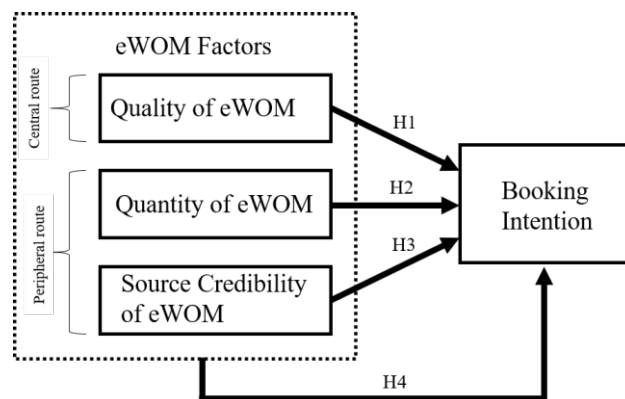 eWOM Factors
Central route
Quality of eWOM
H1
Peripheral route
Quantity of eWOM
H2
Booking
Intention
H3
Source Credibility
of eWOM
H4